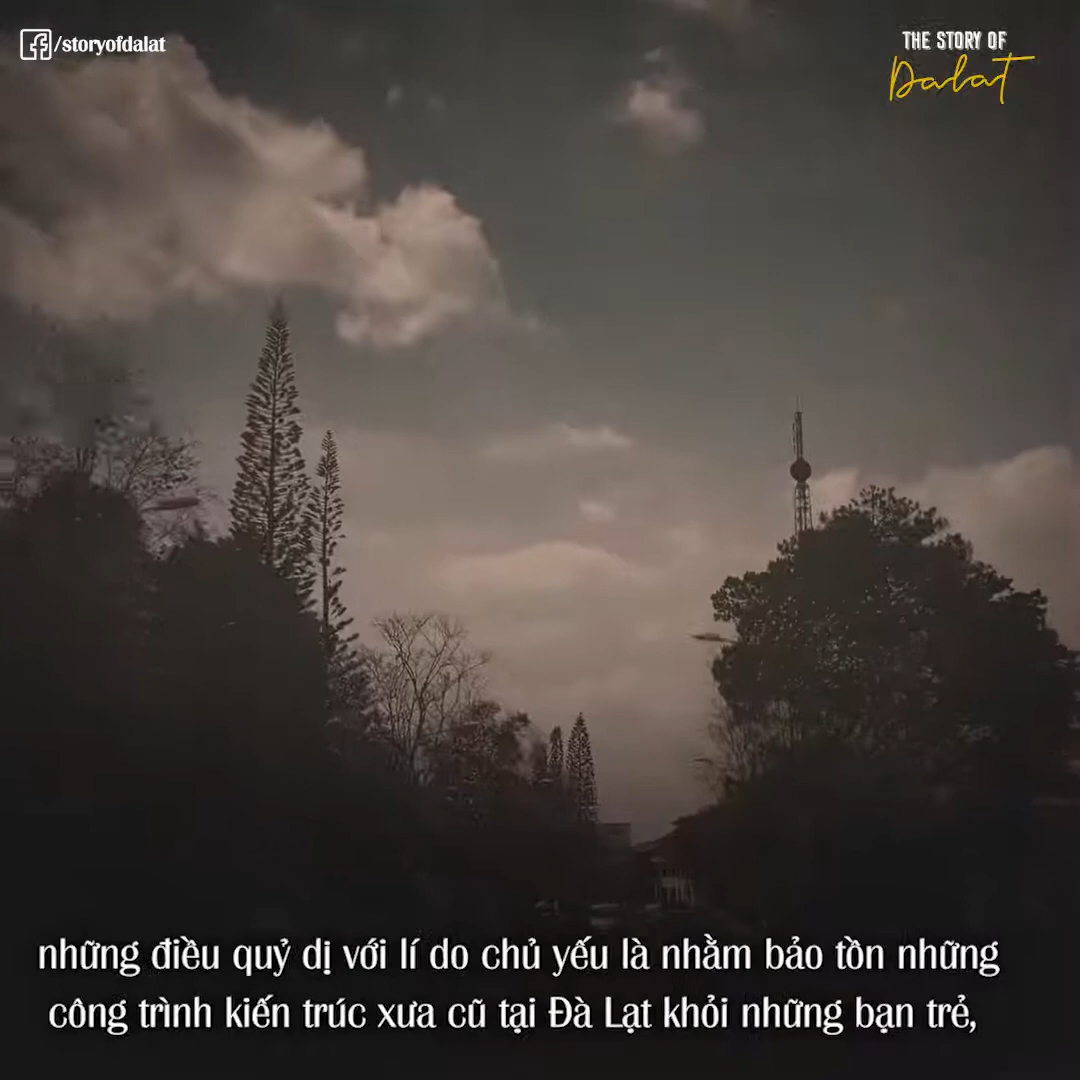 /storyofdalat
THE STORY OF
Dalat
những điều quỷ dị với lí do chủ yếu là nhằm bảo tồn những
công trình kiến trúc xưa cũ tại Đà Lạt khỏi những bạn trẻ,